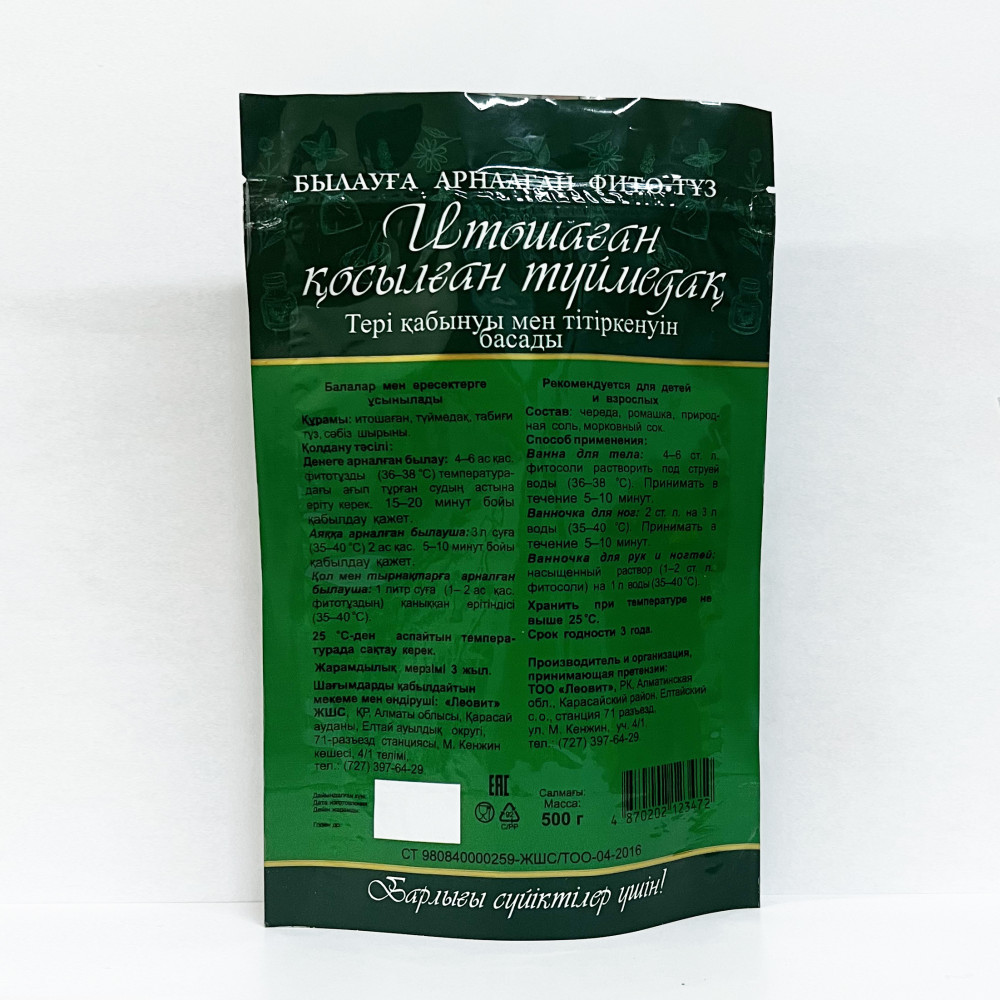 БЫЛАУҒА АРНАЛҒАН ФИТО-ТҰЗ
Итошаған
қосылған түймедақ
Тері қабынуы мен тітіркенуін
басады
Балалар мен ересектерге
ұсынылады
Құрамы: итошаған, түймедақ, табиғи
тұз, сәбіз шырыны.
Қолдану тәсілі:
Денеге арналған былау: 4–6 ас қас.
фитотұзды (36–38 °С) температура-
дағы ағып тұрған судың астына
еріту керек. 15–20 минут бойы
қабылдау қажет.
Аяққа арналған былауша: 3 л суға
(35–40 °С) 2 ас қас. 5–10 минут бойы
қабылдау қажет.
Қол мен тырнақтарға арналған
былауша: 1 литр суға (1–2 ас қас.
фитотұздың) қаныққан ерітіндісі
(35–40 °С).
25 °С-ден аспайтын темпера-
турада сақтау керек.
Жарамдылық мерзімі 3 жыл.
Шағымдарды қабылдайтын
мекеме мен өндіруші: «Леовит»
ЖШС, ҚР, Алматы облысы, Қарасай
ауданы, Елтай ауылдық округі,
71-разъезд станциясы, М. Кенжин
көшесі, 4/1 телімі.
тел.: (727) 397-64-29.
Рекомендуется для детей
и взрослых
Состав: череда, ромашка, природ-
ная соль, морковный сок.
Способ применения:
Ванна для тела: 4–6 ст. л.
фитосоли растворить под струей
воды (36–38 °С). Принимать в
течение 5–10 минут.
Ванночка для ног: 2 ст. л. на 3 л
воды (35–40 °С). Принимать в
течение 5–10 минут.
Ванночка для рук и ногтей:
насыщенный раствор (1–2 ст. л.
фитосоли) на 1 л воды (35–40°С).
Хранить при температуре не
выше 25 °С.
Срок годности 3 года.
Производитель и организация,
принимающая претензии:
ТОО «Леовит», РК, Алматинская
обл., Карасайский район, Елтайский
с. о., станция 71 разъезд,
ул. М. Кенжин, уч. 4/1.
тел.: (727) 397-64-29.
Дата изготовления
Годен до:
EAC
C/PP
Салмағы:
Масса:
500 г
4 870202 123472
СТ 980840000259-ЖШС/ТОО-04-2016
Барлығы сүйіктілер үшін!